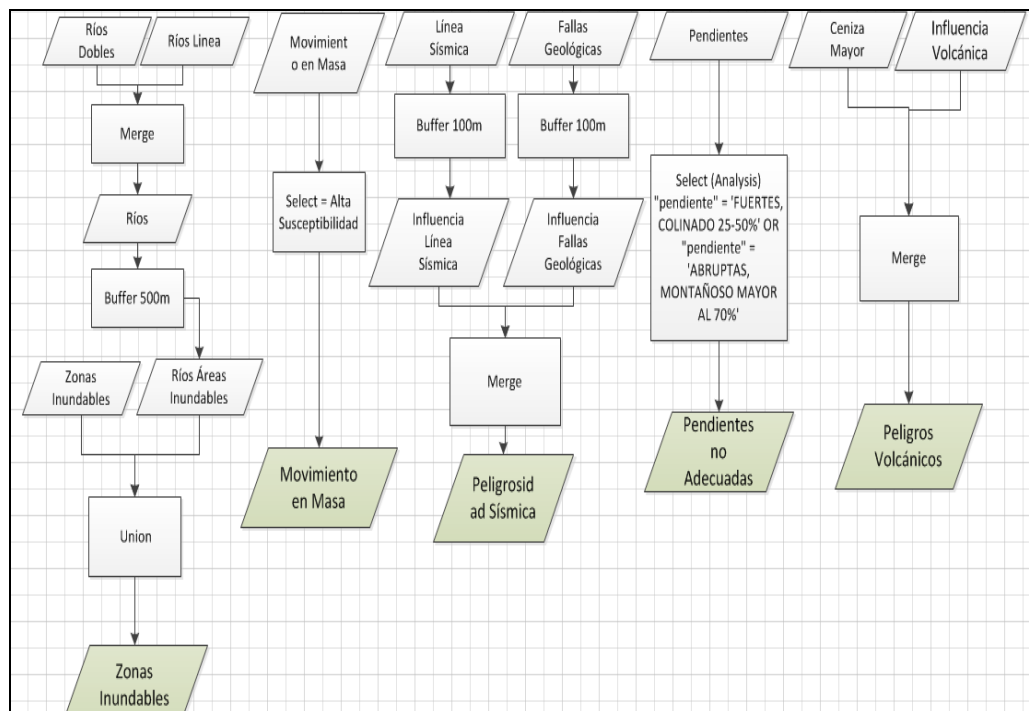 Ríos
Dobles
Ríos Linea
Merge
Ríos
Buffer 500m
Zonas
Inundables
Ríos Áreas
Inundables
Union
Zonas
Inundables
Movimient
o en Masa
Select = Alta
Susceptibilidad
Movimiento
en Masa
Línea
Sísmica
Fallas
Geológicas
Buffer 100m
Buffer 100m
Influencia
Línea
Sísmica
Influencia
Fallas
Geológicas
Merge
Peligrosid
ad Sísmica
Pendientes
Select (Analysis)
"pendiente" = 'FUERTES,
COLINADO 25-50%' OR
"pendiente" =
'ABRUPTAS,
MONTAÑOSO MAYOR
AL 70%'
Pendientes
no
Adecuadas
Ceniza
Mayor
Influencia
Volcánica
Merge
Peligros
Volcánicos